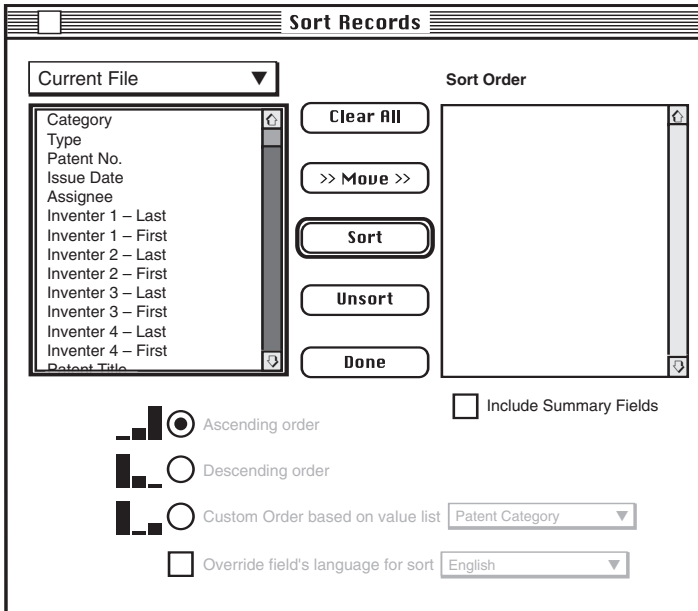 Sort Records
Current File
Sort Order
Category
Type
Patent No.
Issue Date
Assignee
Inventer 1 – Last
Inventer 1 – First
Inventer 2 – Last
Inventer 2 – First
Inventer 3 – Last
Inventer 3 – First
Inventer 4 – Last
Inventer 4 – First
Patent Title
Clear All
>> Move >>
Sort
Unsort
Done
Include Summary Fields
Ascending order
Descending order
Custom Order based on value list Patent Category
Override field's language for sort English